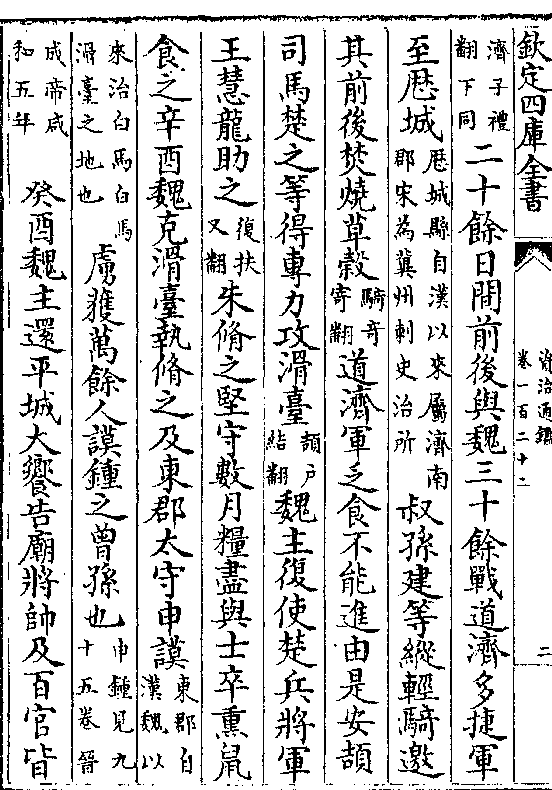 欽定四庫全書
資治通鑑
卷一百二十二
二
濟子禮翻下同二十餘日間前後與魏三十餘戰道濟多捷軍
至歴城歴城縣自漢以來屬濟南郡宋為冀州刺史治所叔孫建等縱輕騎邀
其前後焚燒草穀騎奇寄翻道濟軍乏食不能進由是安頡
司馬楚之等得專力攻滑臺頡户結翻魏主復使楚兵將軍
王慧龍助之復扶又翻朱脩之堅守數月糧盡與士卒熏鼠
食之辛酉魏克滑臺執脩之及東郡太守申謨東郡自漢魏以
來治白馬白馬滑臺之地也虜獲萬餘人謨鍾之曾孫也申鍾見九十五卷晉
成帝咸和五年癸酉魏主還平城大饗告廟將帥及百官皆